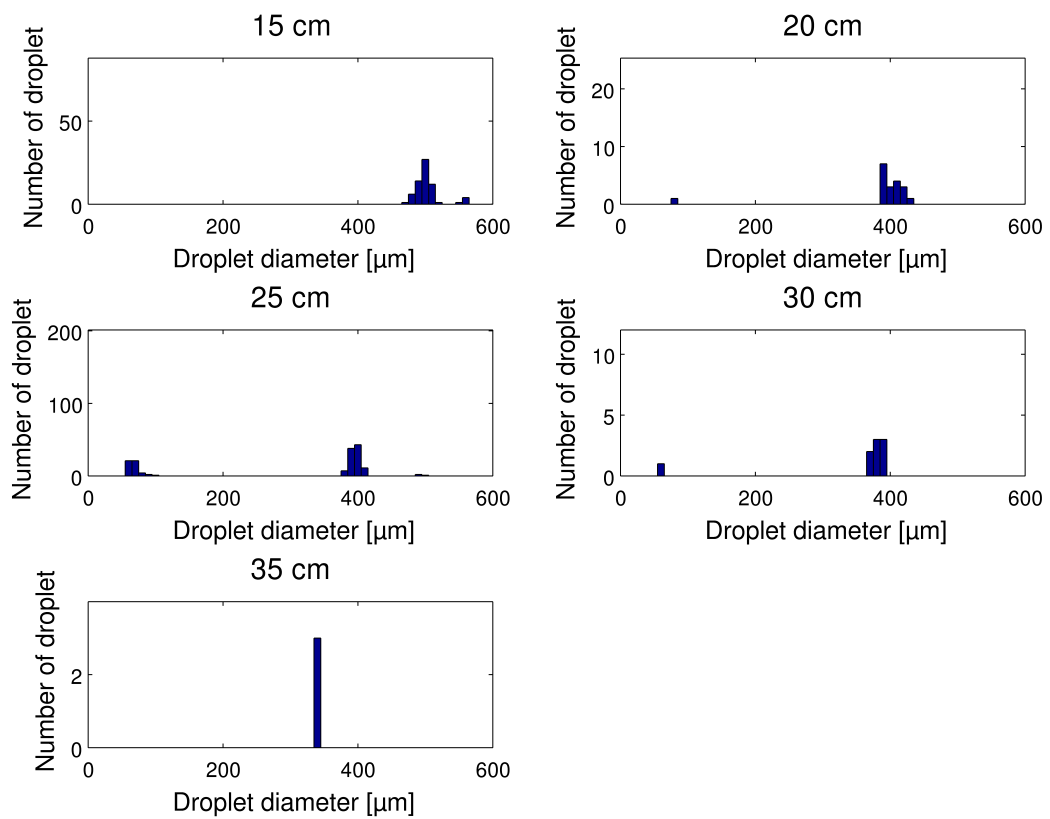 15 cm
Number of droplet
50
0
0 200 400 600
Droplet diameter [µm]
20 cm
Number of droplet
20
10
0
0 200 400 600
Droplet diameter [µm]
25 cm
Number of droplet
200
100
0
0 200 400 600
Droplet diameter [µm]
30 cm
Number of droplet
10
5
0
0 200 400 600
Droplet diameter [µm]
35 cm
Number of droplet
2
0
0 200 400 600
Droplet diameter [µm]